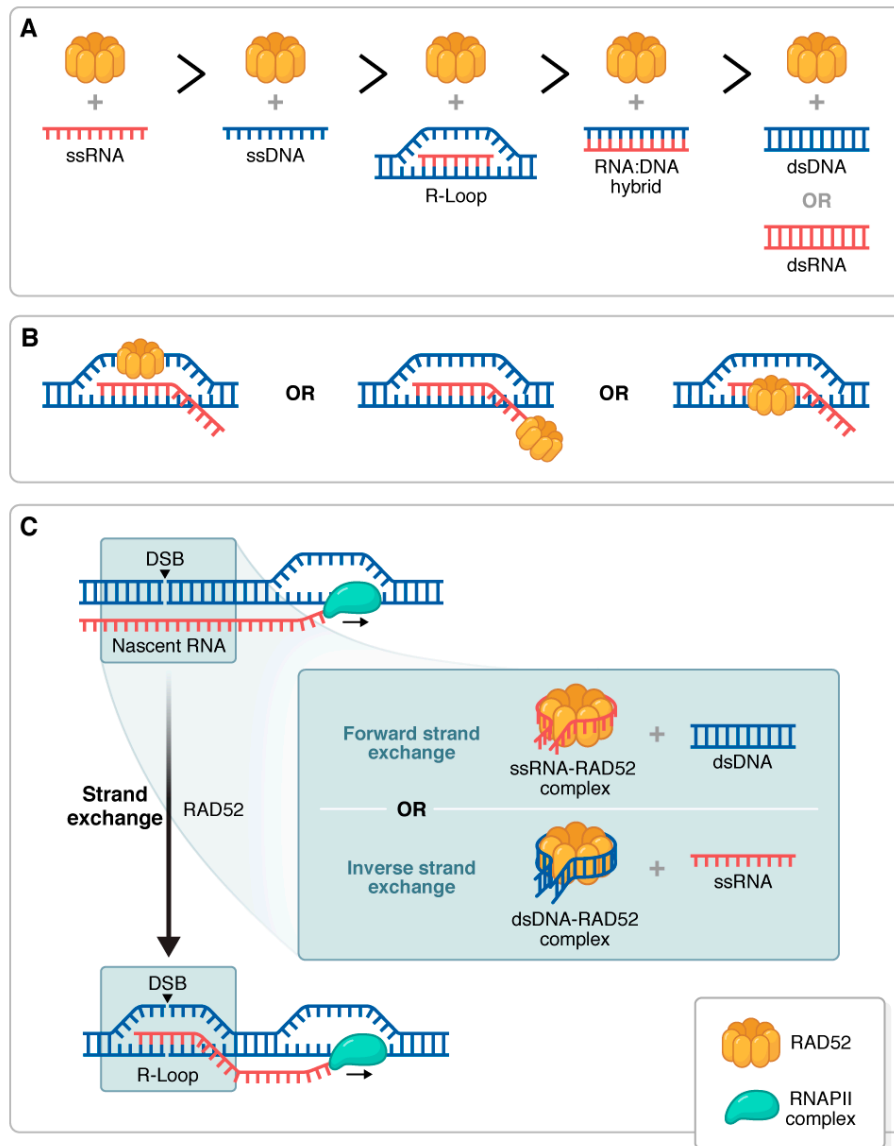 A
+ > + > + > + > +
ssRNA
ssDNA
R-Loop
RNA:DNA
hybrid
dsDNA
OR
dsRNA
B
OR
OR
C
DSB
Nascent RNA
Strand
exchange
RAD52
Forward strand
exchange
ssRNA-RAD52
complex
+
dsDNA
OR
Inverse strand
exchange
dsDNA-RAD52
complex
+
ssRNA
DSB
R-Loop
RAD52
RNAPII
complex